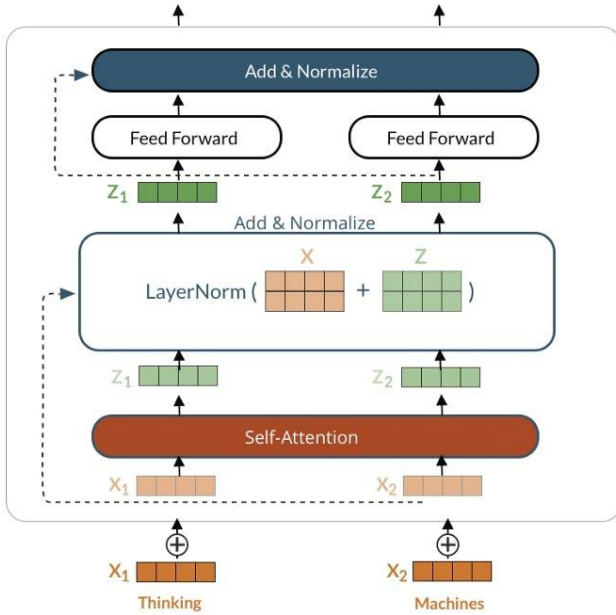 Add & Normalize
Feed Forward Feed Forward
Z₁ Z₂
Add & Normalize
X Z
LayerNorm ( + )
Z₁ Z₂
Self-Attention
X₁ X₂
X₁ X₂
Thinking Machines